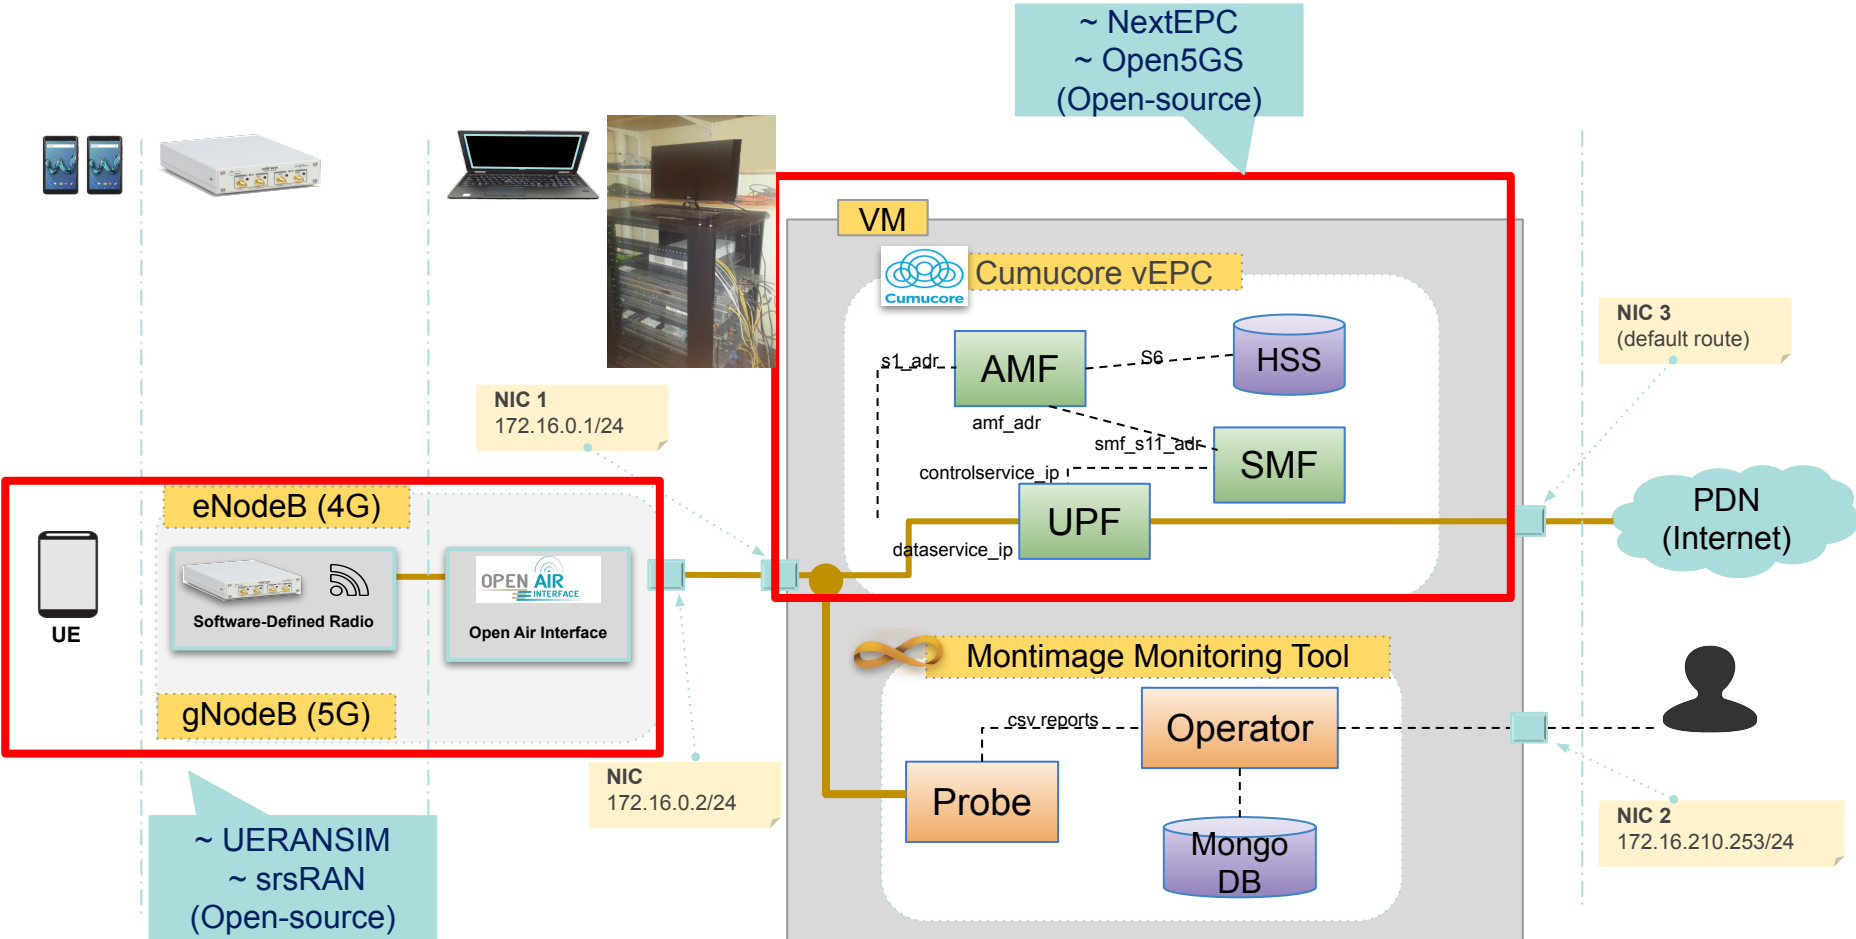 ~ NextEPC
~ Open5GS
(Open-source)
VM
Cumucore
Cumucore vEPC
NIC 3
(default route)
s1_adr
AMF
S6
HSS
NIC 1
172.16.0.1/24
amf_adr
smf_s11_adr
SMF
controlservice_ip
UPF
dataservice_ip
PDN
(Internet)
eNodeB (4G)
OPEN AIR
INTERFACE
Software-Defined Radio
Open Air Interface
UE
gNodeB (5G)
Montimage Monitoring Tool
csv reports
Operator
Probe
Mongo
DB
NIC
172.16.0.2/24
NIC 2
172.16.210.253/24
~ UERANSIM
~ srsRAN
(Open-source)